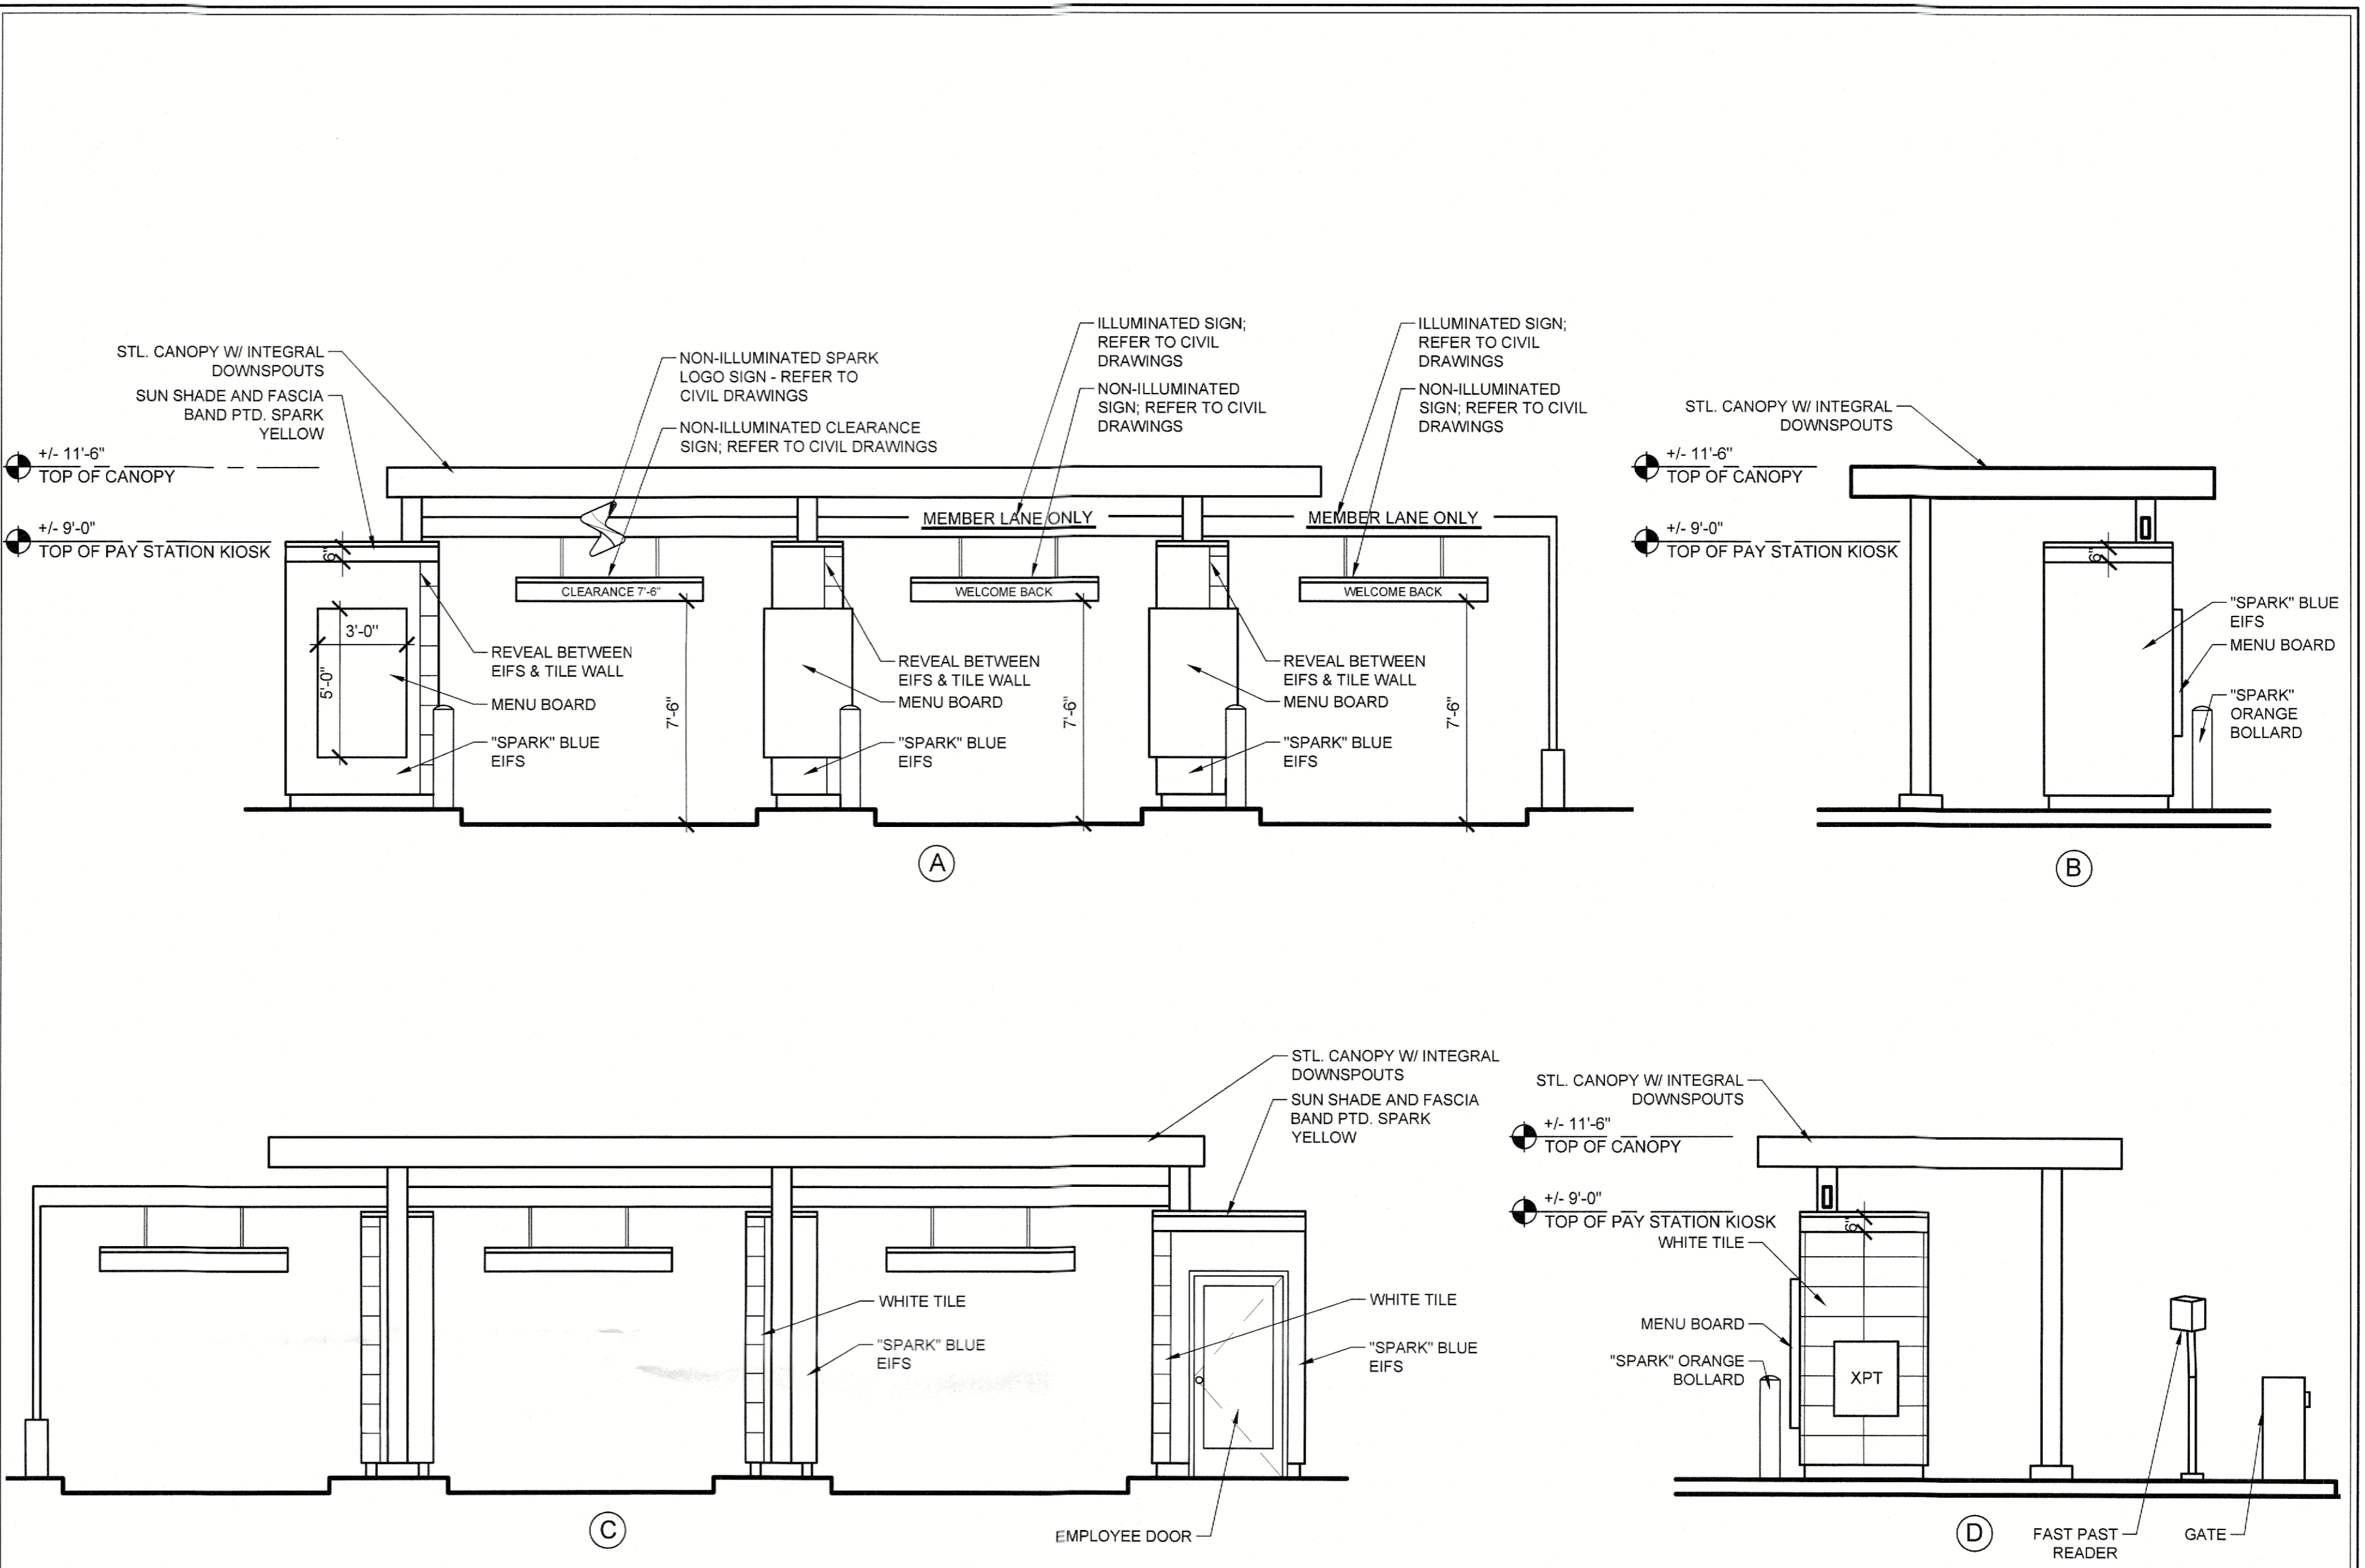 STL. CANOPY W/ INTEGRAL
DOWNSPOUTS
SUN SHADE AND FASCIA
BAND PTD. SPARK
YELLOW
+/- 11'-6"
TOP OF CANOPY
+/- 9'-0"
TOP OF PAY STATION KIOSK
NON-ILLUMINATED SPARK
LOGO SIGN - REFER TO
CIVIL DRAWINGS
NON-ILLUMINATED CLEARANCE
SIGN; REFER TO CIVIL DRAWINGS
ILLUMINATED SIGN;
REFER TO CIVIL
DRAWINGS
NON-ILLUMINATED
SIGN; REFER TO CIVIL
DRAWINGS
ILLUMINATED SIGN;
REFER TO CIVIL
DRAWINGS
NON-ILLUMINATED
SIGN; REFER TO CIVIL
DRAWINGS
MEMBER LANE ONLY
MEMBER LANE ONLY
6"
CLEARANCE 7'-6"
WELCOME BACK
WELCOME BACK
3'-0"
5'-0"
REVEAL BETWEEN
EIFS & TILE WALL
MENU BOARD
"SPARK" BLUE
EIFS
7'-6"
REVEAL BETWEEN
EIFS & TILE WALL
MENU BOARD
"SPARK" BLUE
EIFS
7'-6"
REVEAL BETWEEN
EIFS & TILE WALL
MENU BOARD
"SPARK" BLUE
EIFS
7'-6"
A
STL. CANOPY W/ INTEGRAL
DOWNSPOUTS
+/- 11'-6"
TOP OF CANOPY
+/- 9'-0"
TOP OF PAY STATION KIOSK
6"
"SPARK" BLUE
EIFS
MENU BOARD
"SPARK"
ORANGE
BOLLARD
B
STL. CANOPY W/ INTEGRAL
DOWNSPOUTS
SUN SHADE AND FASCIA
BAND PTD. SPARK
YELLOW
WHITE TILE
"SPARK" BLUE
EIFS
WHITE TILE
"SPARK" BLUE
EIFS
EMPLOYEE DOOR
C
STL. CANOPY W/ INTEGRAL
DOWNSPOUTS
+/- 11'-6"
TOP OF CANOPY
+/- 9'-0"
TOP OF PAY STATION KIOSK
6"
WHITE TILE
MENU BOARD
"SPARK" ORANGE
BOLLARD
XPT
D
FAST PAST
READER
GATE